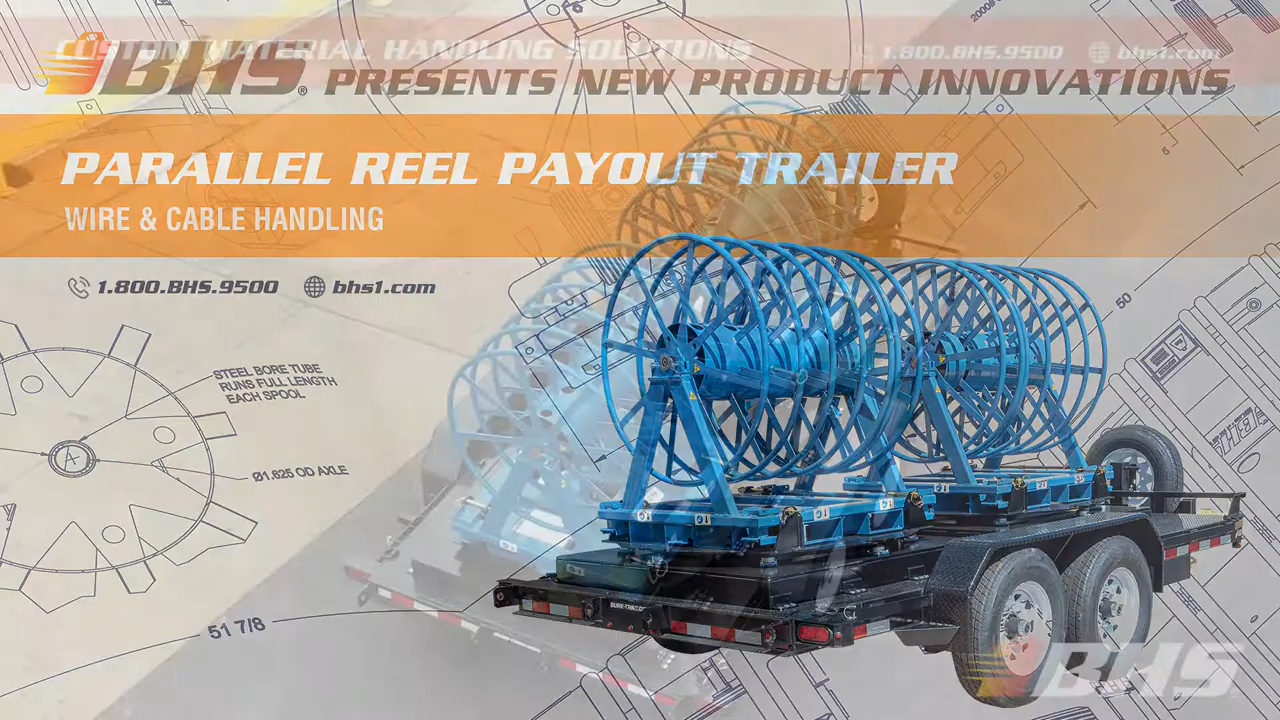 CUSTOM MATERIAL HANDLING SOLUTIONS
1.800.BHS.9500 bhs1.com
BHS® PRESENTS NEW PRODUCT INNOVATIONS
PARALLEL REEL PAYOUT TRAILER
WIRE & CABLE HANDLING
1.800.BHS.9500 bhs1.com
STEEL BORE TUBE
RUNS FULL LENGTH
EACH SPOOL
Ø1.625 OD AXLE
51 7/8
50
6
SURE-TRAC
BHS